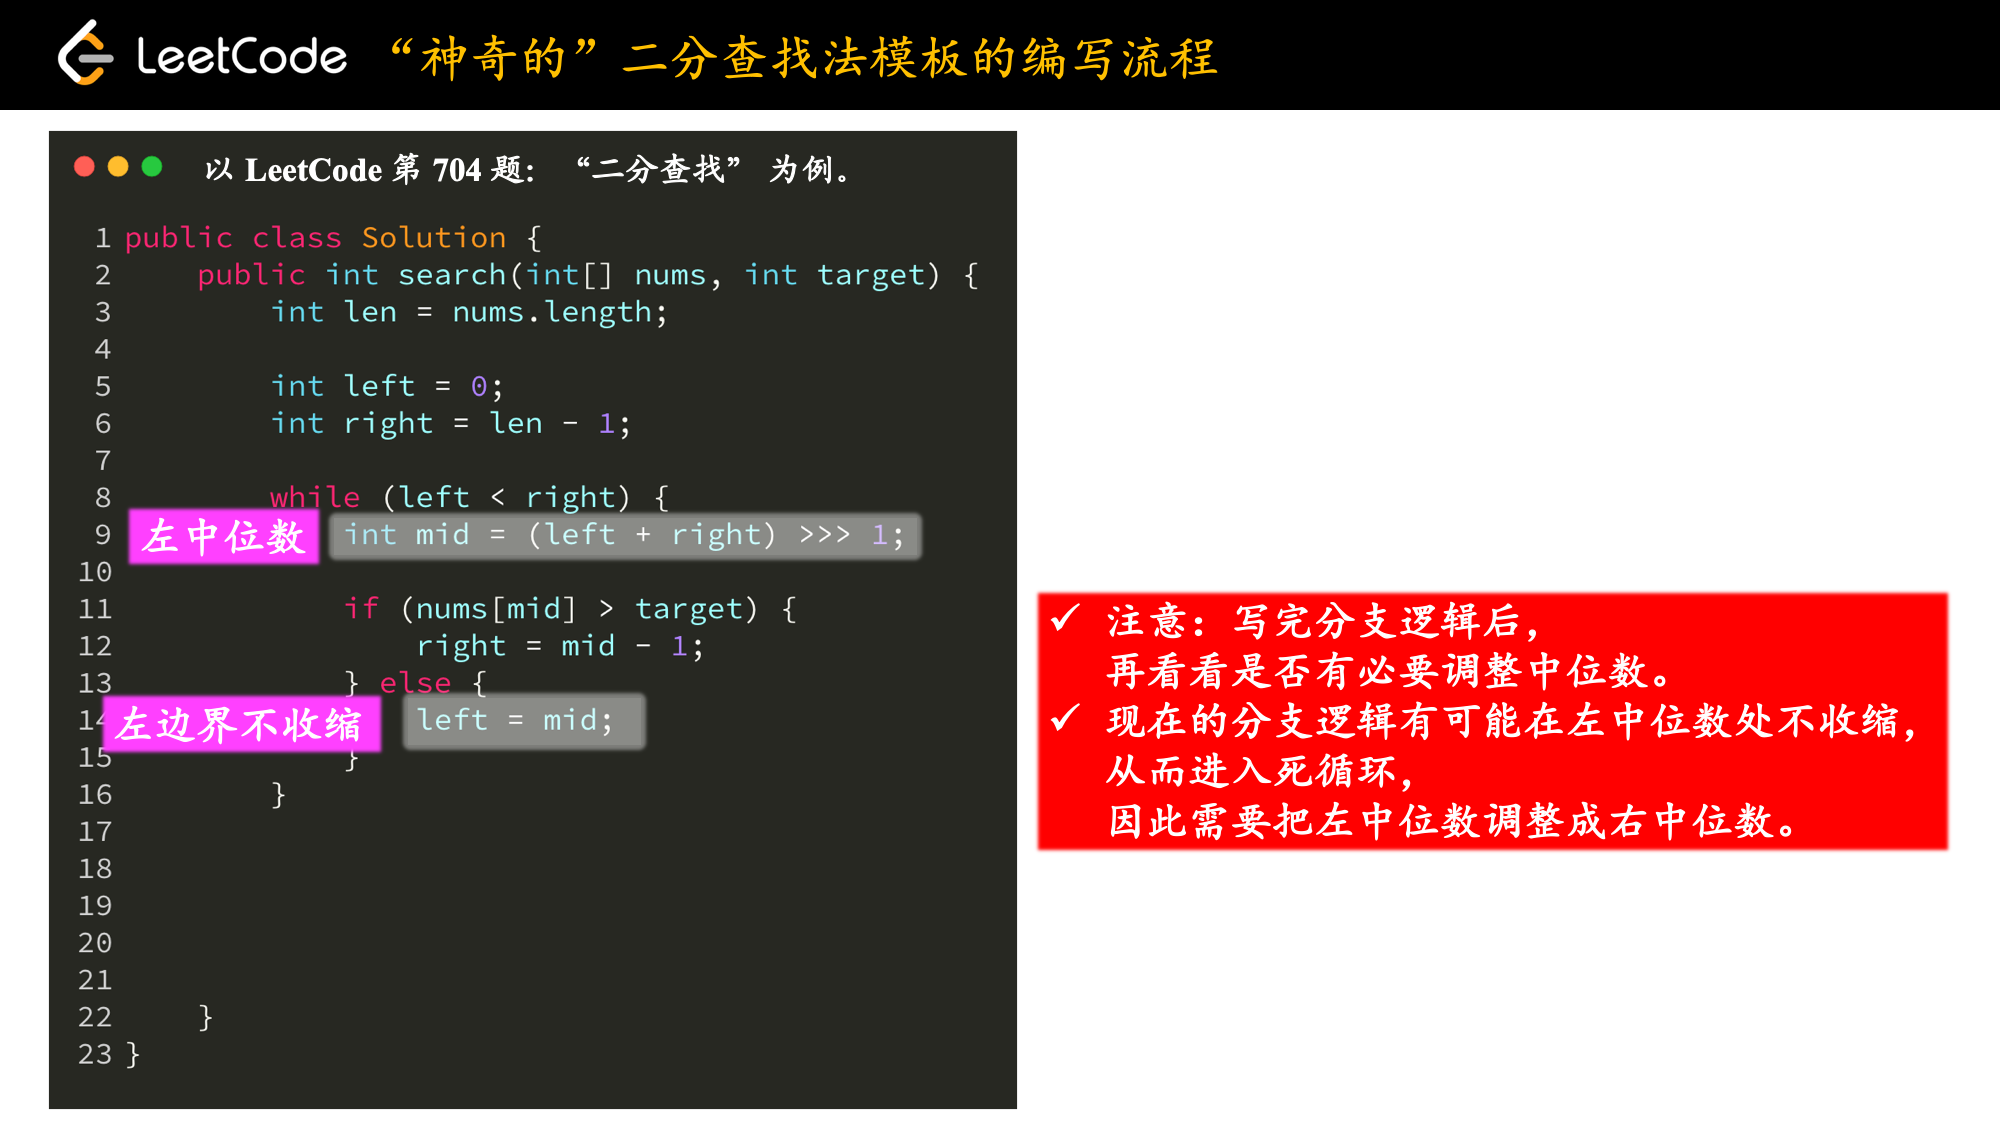 LeetCode “神奇的”二分查找法模板的编写流程
以 LeetCode 第 704 题：“二分查找” 为例。
1 public class Solution {
2     public int search(int[] nums, int target) {
3         int len = nums.length;
4
5         int left = 0;
6         int right = len - 1;
7
8         while (left < right) {
9 左中位数 int mid = (left + right) >>> 1;
10
11             if (nums[mid] > target) {
12                 right = mid - 1;
13             } else {
14 左边界不收缩 left = mid;
15             }
16         }
17
18
19
20
21
22     }
23 }
✓ 注意：写完分支逻辑后，
再看看是否有必要调整中位数。
✓ 现在的分支逻辑有可能在左中位数处不收缩，
从而进入死循环，
因此需要把左中位数调整成右中位数。